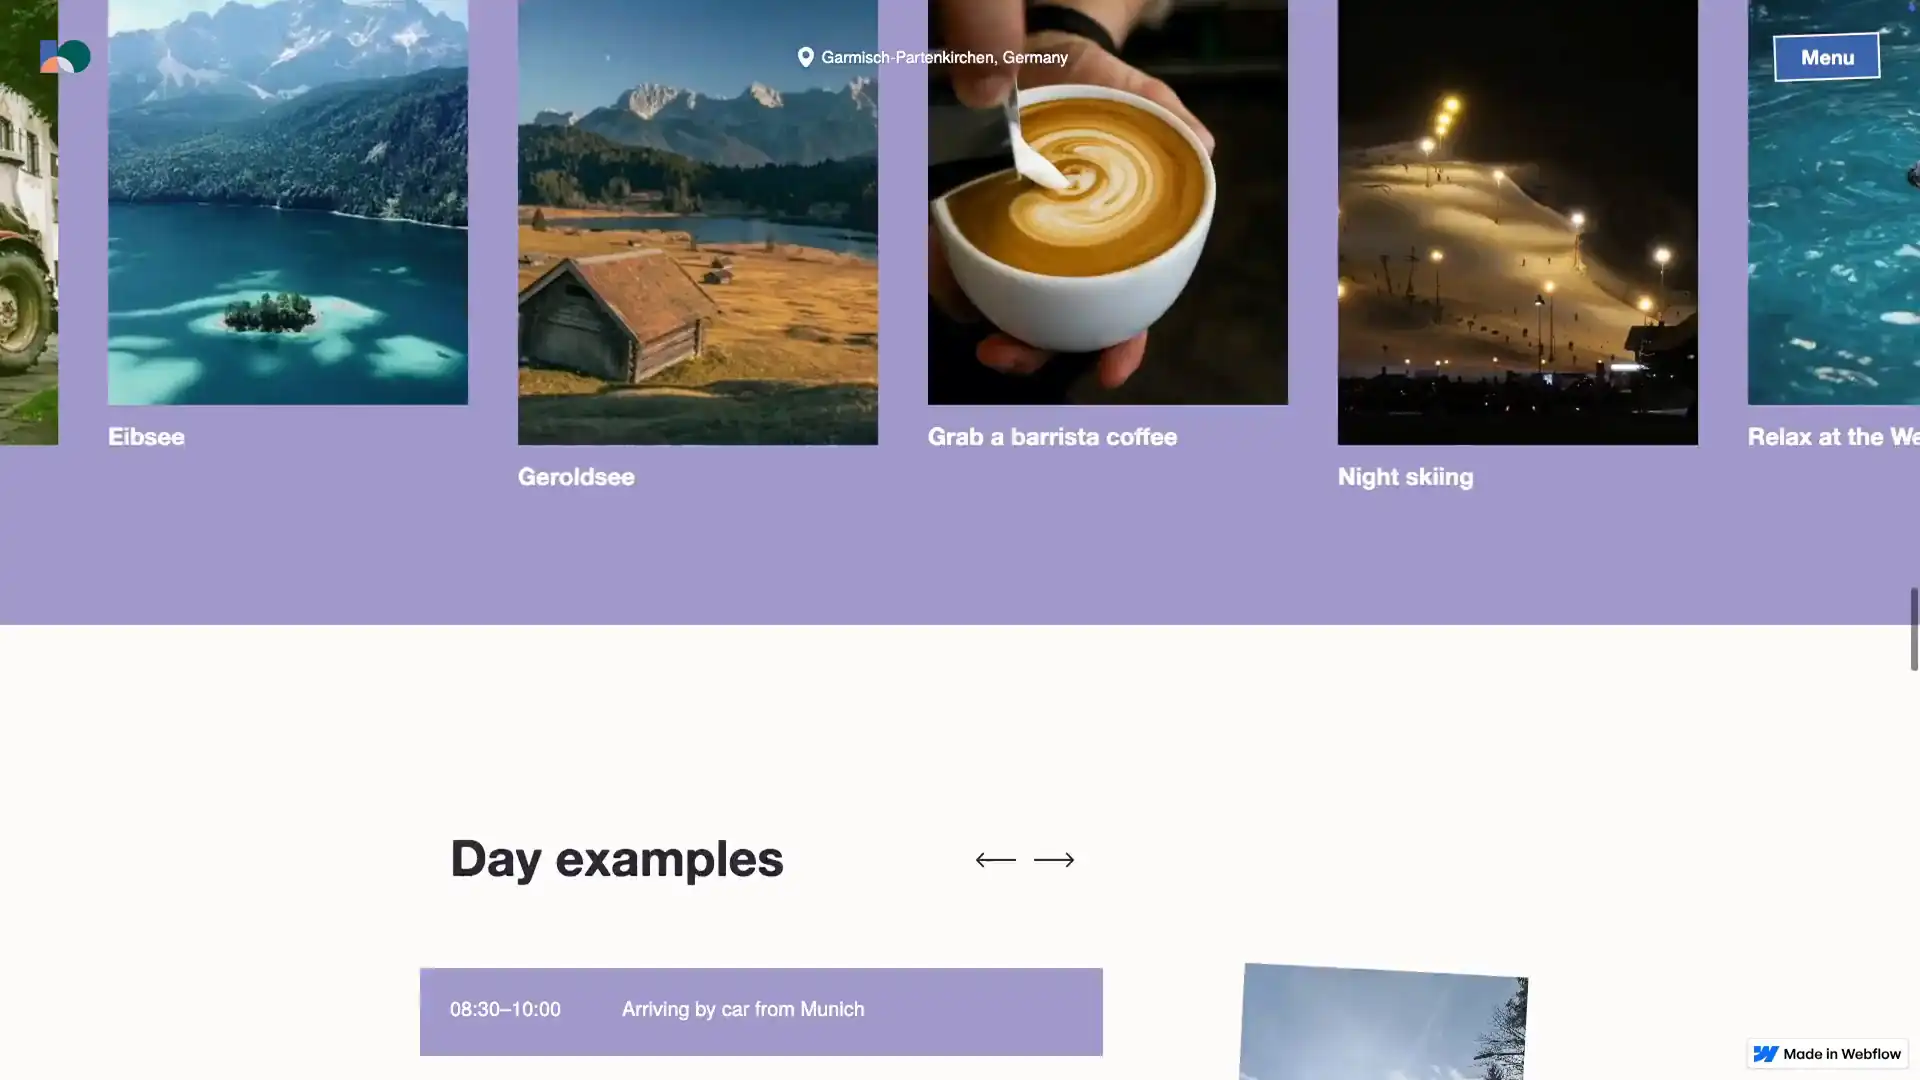 Garmisch-Partenkirchen, Germany
Menu
Eibsee
Geroldsee
Grab a barrista coffee
Night skiing
Relax at the We
Day examples
08:30–10:00 Arriving by car from Munich
Made in Webflow